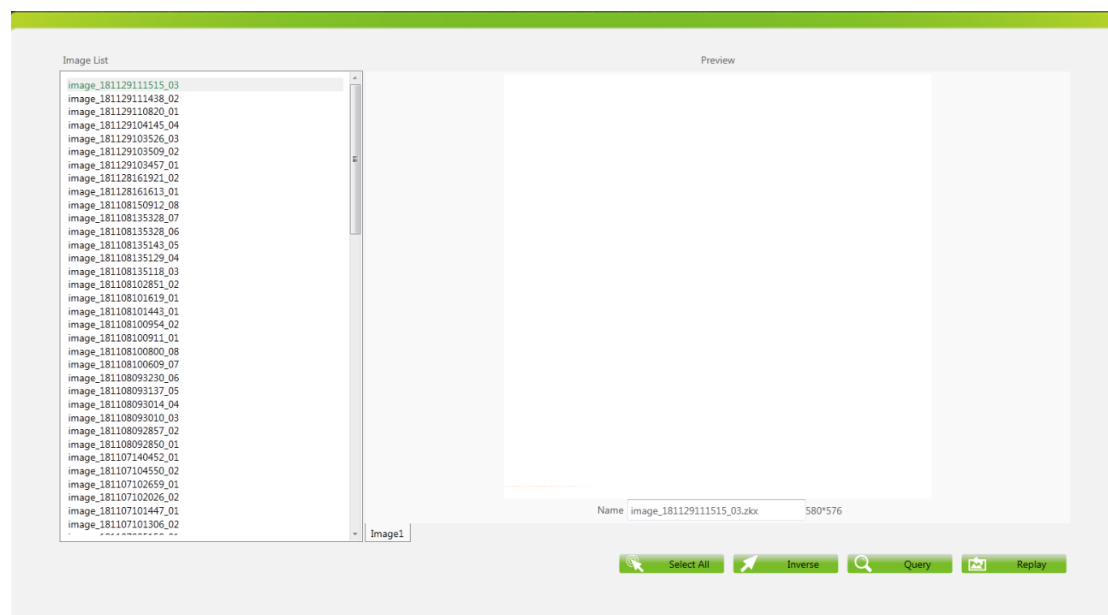 Image List
Preview
image_181129111515_03
image_181129111438_02
image_181129110820_01
image_181129104145_04
image_181129103526_03
image_181129103509_02
image_181129103457_01
image_181128161921_02
image_181128161613_01
image_181108150912_08
image_181108135328_07
image_181108135328_06
image_181108135143_05
image_181108135129_04
image_181108135118_03
image_181108102851_02
image_181108101619_01
image_181108101443_01
image_181108100954_02
image_181108100911_01
image_181108100800_08
image_181108100609_07
image_181108093230_06
image_181108093137_05
image_181108093014_04
image_181108093010_03
image_181108092857_02
image_181108092850_01
image_181107140452_01
image_181107104550_02
image_181107102659_01
image_181107102026_02
image_181107101447_01
image_181107101306_02
Name image_181129111515_03.zkx 580*576
Image1
Select All Inverse Query Replay